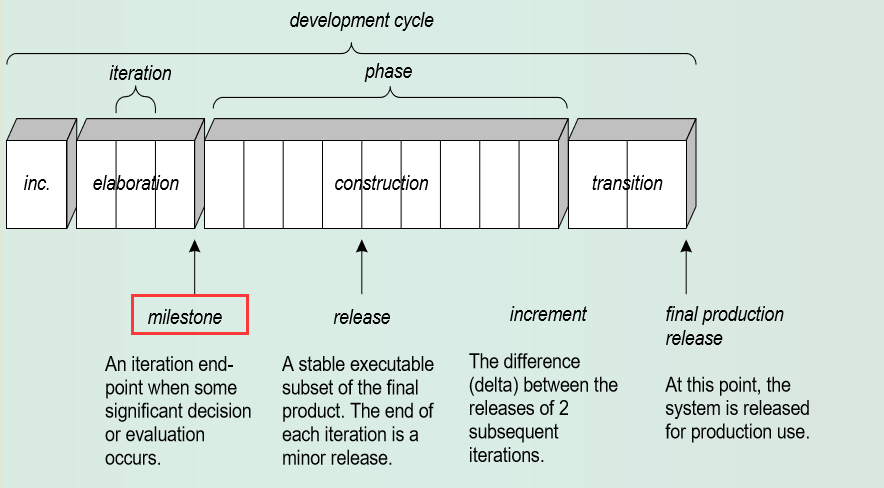 development cycle
iteration
phase
inc.
elaboration
construction
transition
milestone
An iteration end-
point when some
significant decision
or evaluation
occurs.
release
A stable executable
subset of the final
product. The end of
each iteration is a
minor release.
increment
The difference
(delta) between the
releases of 2
subsequent
iterations.
final production
release
At this point, the
system is released
for production use.